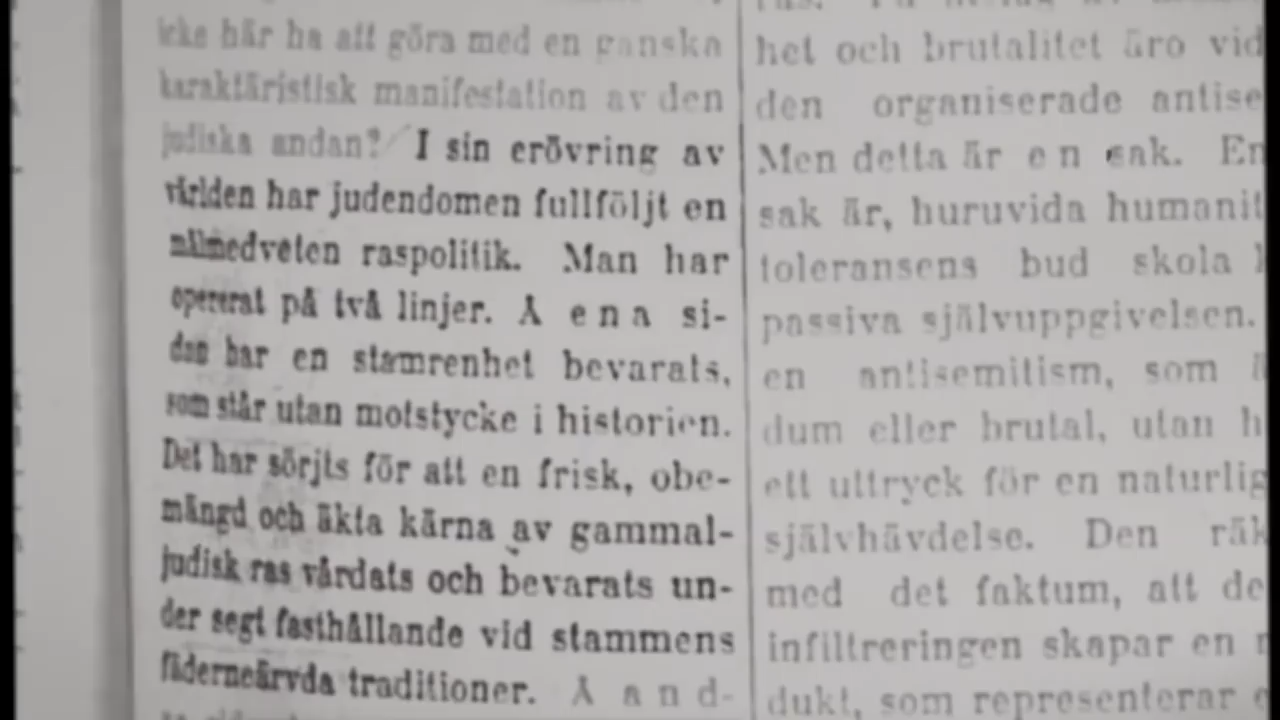 icke här ha att göra med en ganska
karaktäristisk manifestation av den
judiska andan? I sin erövring av
världen har judendomen fullföljt en
målmedveten raspolitik. Man har
opererat på två linjer. Å ena si-
dan har en stamrenhet bevarats,
som står utan motstycke i historien.
Det har sörjts för att en frisk, obe-
mängd och äkta kärna av gammal-
judisk ras vårdats och bevarats un-
der segt fasthållande vid stammens
fäderneärvda traditioner. Å and-
het och brutalitet äro vid
den organiserade antise
Men detta är en sak. En
sak är, huruvida humanit
toleransens bud skola
passiva självuppgivelsen.
en antisemitism, som
dum eller brutal, utan h
ett uttryck för en naturlig
självhävdelse. Den räk
med det faktum, att de
infiltreringen skapar en
dukt, som representerar